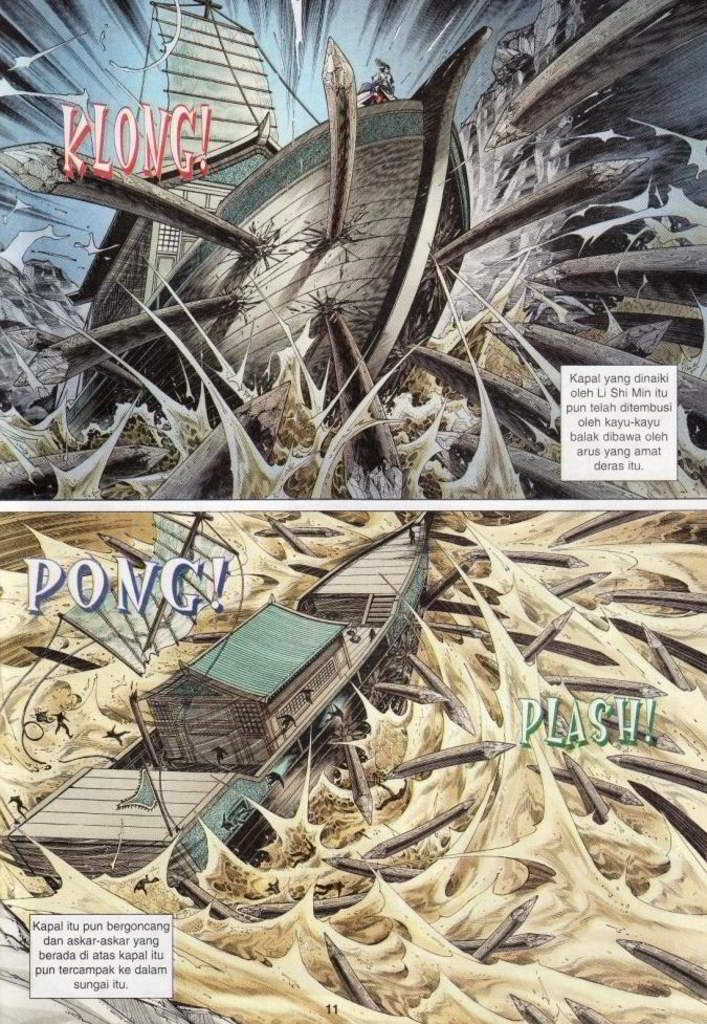 KLONG!
Kapal yang dinaiki
oleh Li Shi Min itu
pun telah ditembusi
oleh kayu-kayu
balak dibawa oleh
arus yang amat
deras itu.
PONG!
PLASH!
Kapal itu pun bergoncang
dan askar-askar yang
berada di atas kapal itu
pun tercampak ke dalam
sungai itu.
11